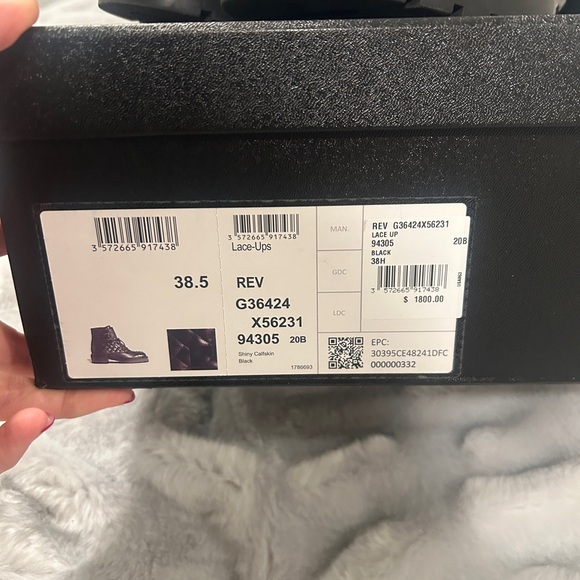 3 572665 917438
38.5
3 572665 917438
Lace-Ups
REV
G36424
X56231
94305 20B
Shiny Calfskin
Black
1786693
MAN.
GDC
LDC
REV G36424X56231
LACE UP
94305 20B
BLACK
38H
3 572665 917438
$ 1800.00
EPC:
30395CE48241DFC
000000332